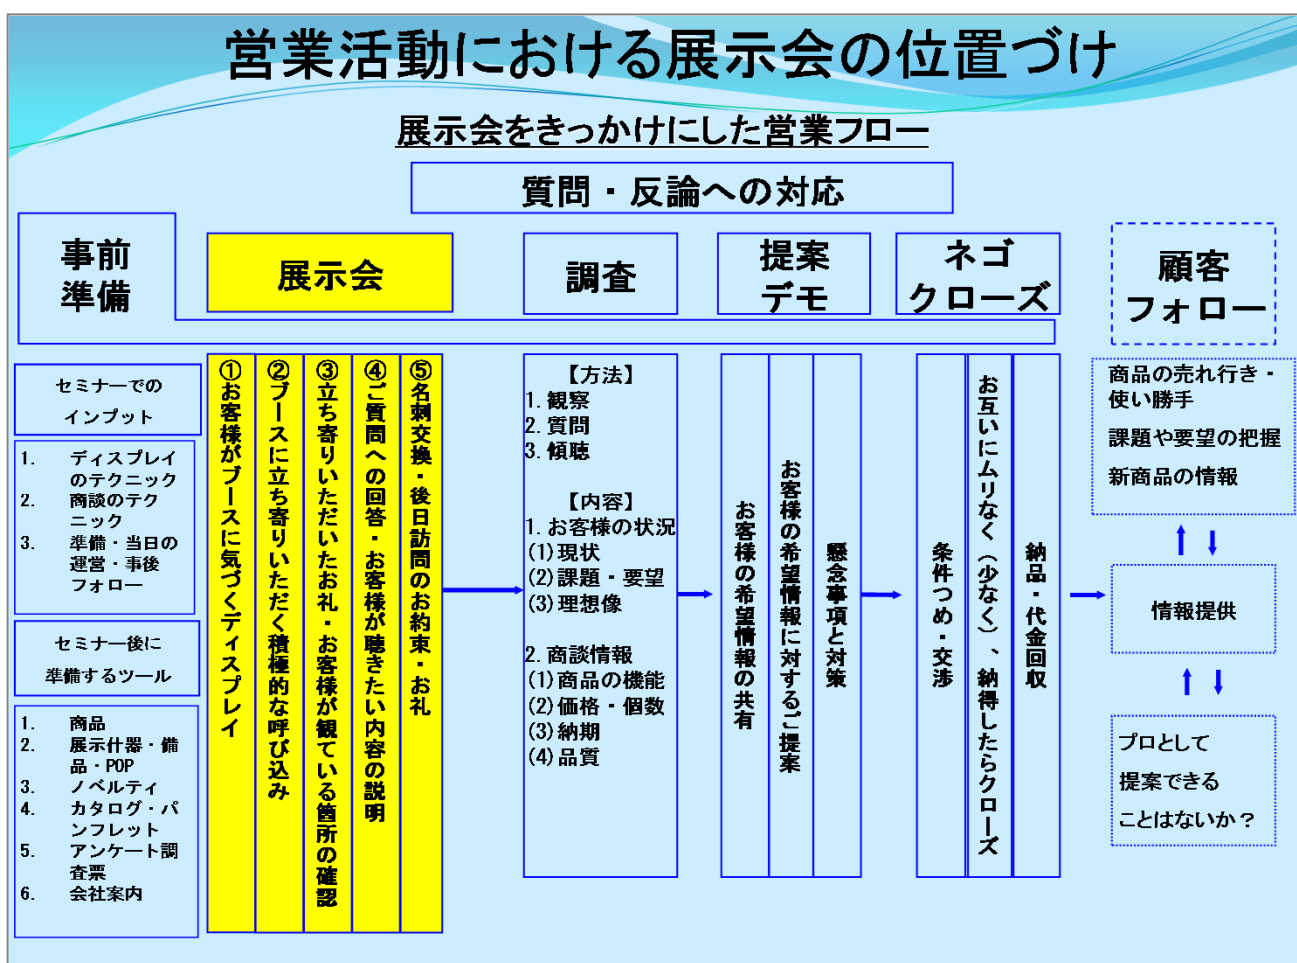 営業活動における展示会の位置づけ
展示会をきっかけにした営業フロー
質問・反論への対応
事前
準備
展示会
調査
提案
デモ
ネゴ
クローズ
顧客
フォロー
セミナーでの
インプット
1. ディスプレイ
のテクニック
2. 商談のテク
ニック
3. 準備・当日の
運営・事後
フォロー
セミナー後に
準備するツール
1. 商品
2. 展示什器・備
品・POP
3. ノベルティ
4. カタログ・パ
ンフレット
5. アンケート調
査票
6. 会社案内
①お客様がブースに気づくディスプレイ
②ブースに立ち寄りいただく積極的な呼び込み
③立ち寄りいただいたお礼・お客様が観ている箇所の確認
④ご質問への回答・お客様が聴きたい内容の説明
⑤名刺交換・後日訪問のお約束・お礼
【方法】
1. 観察
2. 質問
3. 傾聴
【内容】
1. お客様の状況
(1)現状
(2)課題・要望
(3)理想像
2. 商談情報
(1)商品の機能
(2)価格・個数
(3)納期
(4)品質
お客様の希望情報の共有
お客様の希望情報に対するご提案
懸念事項と対策
条件つめ・交渉
お互いにムリなく（少なく）、納得したらクローズ
納品・代金回収
商品の売れ行き・
使い勝手
課題や要望の把握
新商品の情報
情報提供
プロとして
提案できる
ことはないか？